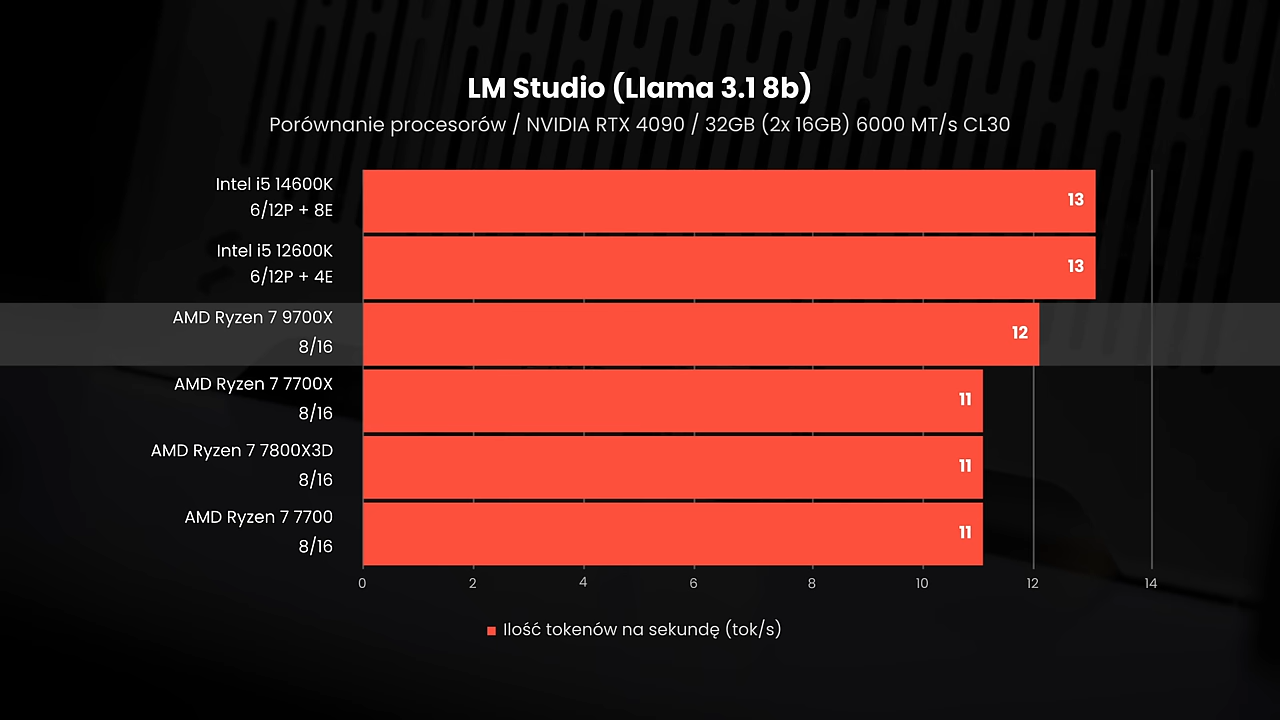 LM Studio (Llama 3.1 8b)
Porównanie procesorów / NVIDIA RTX 4090 / 32GB (2x 16GB) 6000 MT/s CL30
Intel i5 14600K
6/12P + 8E
13
Intel i5 12600K
6/12P + 4E
13
AMD Ryzen 7 9700X
8/16
12
AMD Ryzen 7 7700X
8/16
11
AMD Ryzen 7 7800X3D
8/16
11
AMD Ryzen 7 7700
8/16
11
0 2 4 6 8 10 12 14
Ilość tokenów na sekundę (tok/s)